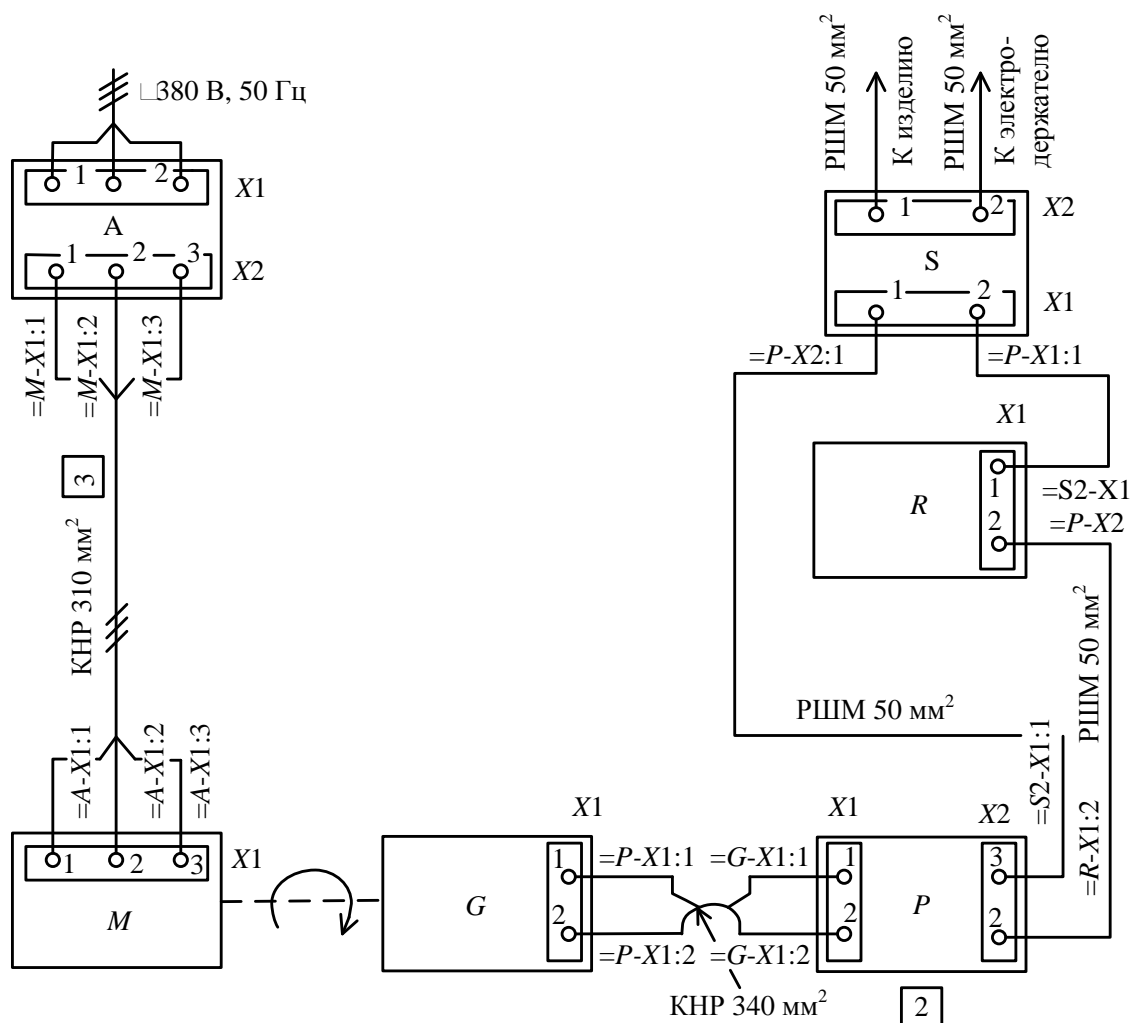 □380 В, 50 Гц
1 2
X1
А
1 2 3
X2
=M-X1:1
=M-X1:2
=M-X1:3
3
КНР 310 мм²
=A-X1:1
=A-X1:2
=A-X1:3
1 2 3
X1
M
РШМ 50 мм²
К изделию
РШМ 50 мм²
К электро-
держателю
1 2
X2
S
1 2
X1
=P-X2:1
=P-X1:1
X1
R
1
2
=S2-X1
=P-X2
РШМ 50 мм²
РШМ 50 мм²
=S2-X1:1
=R-X1:2
X1
G
1
2
=P-X1:1
=G-X1:1
=P-X1:2
=G-X1:2
КНР 340 мм²
X1
X2
1
2
P
3
2
2